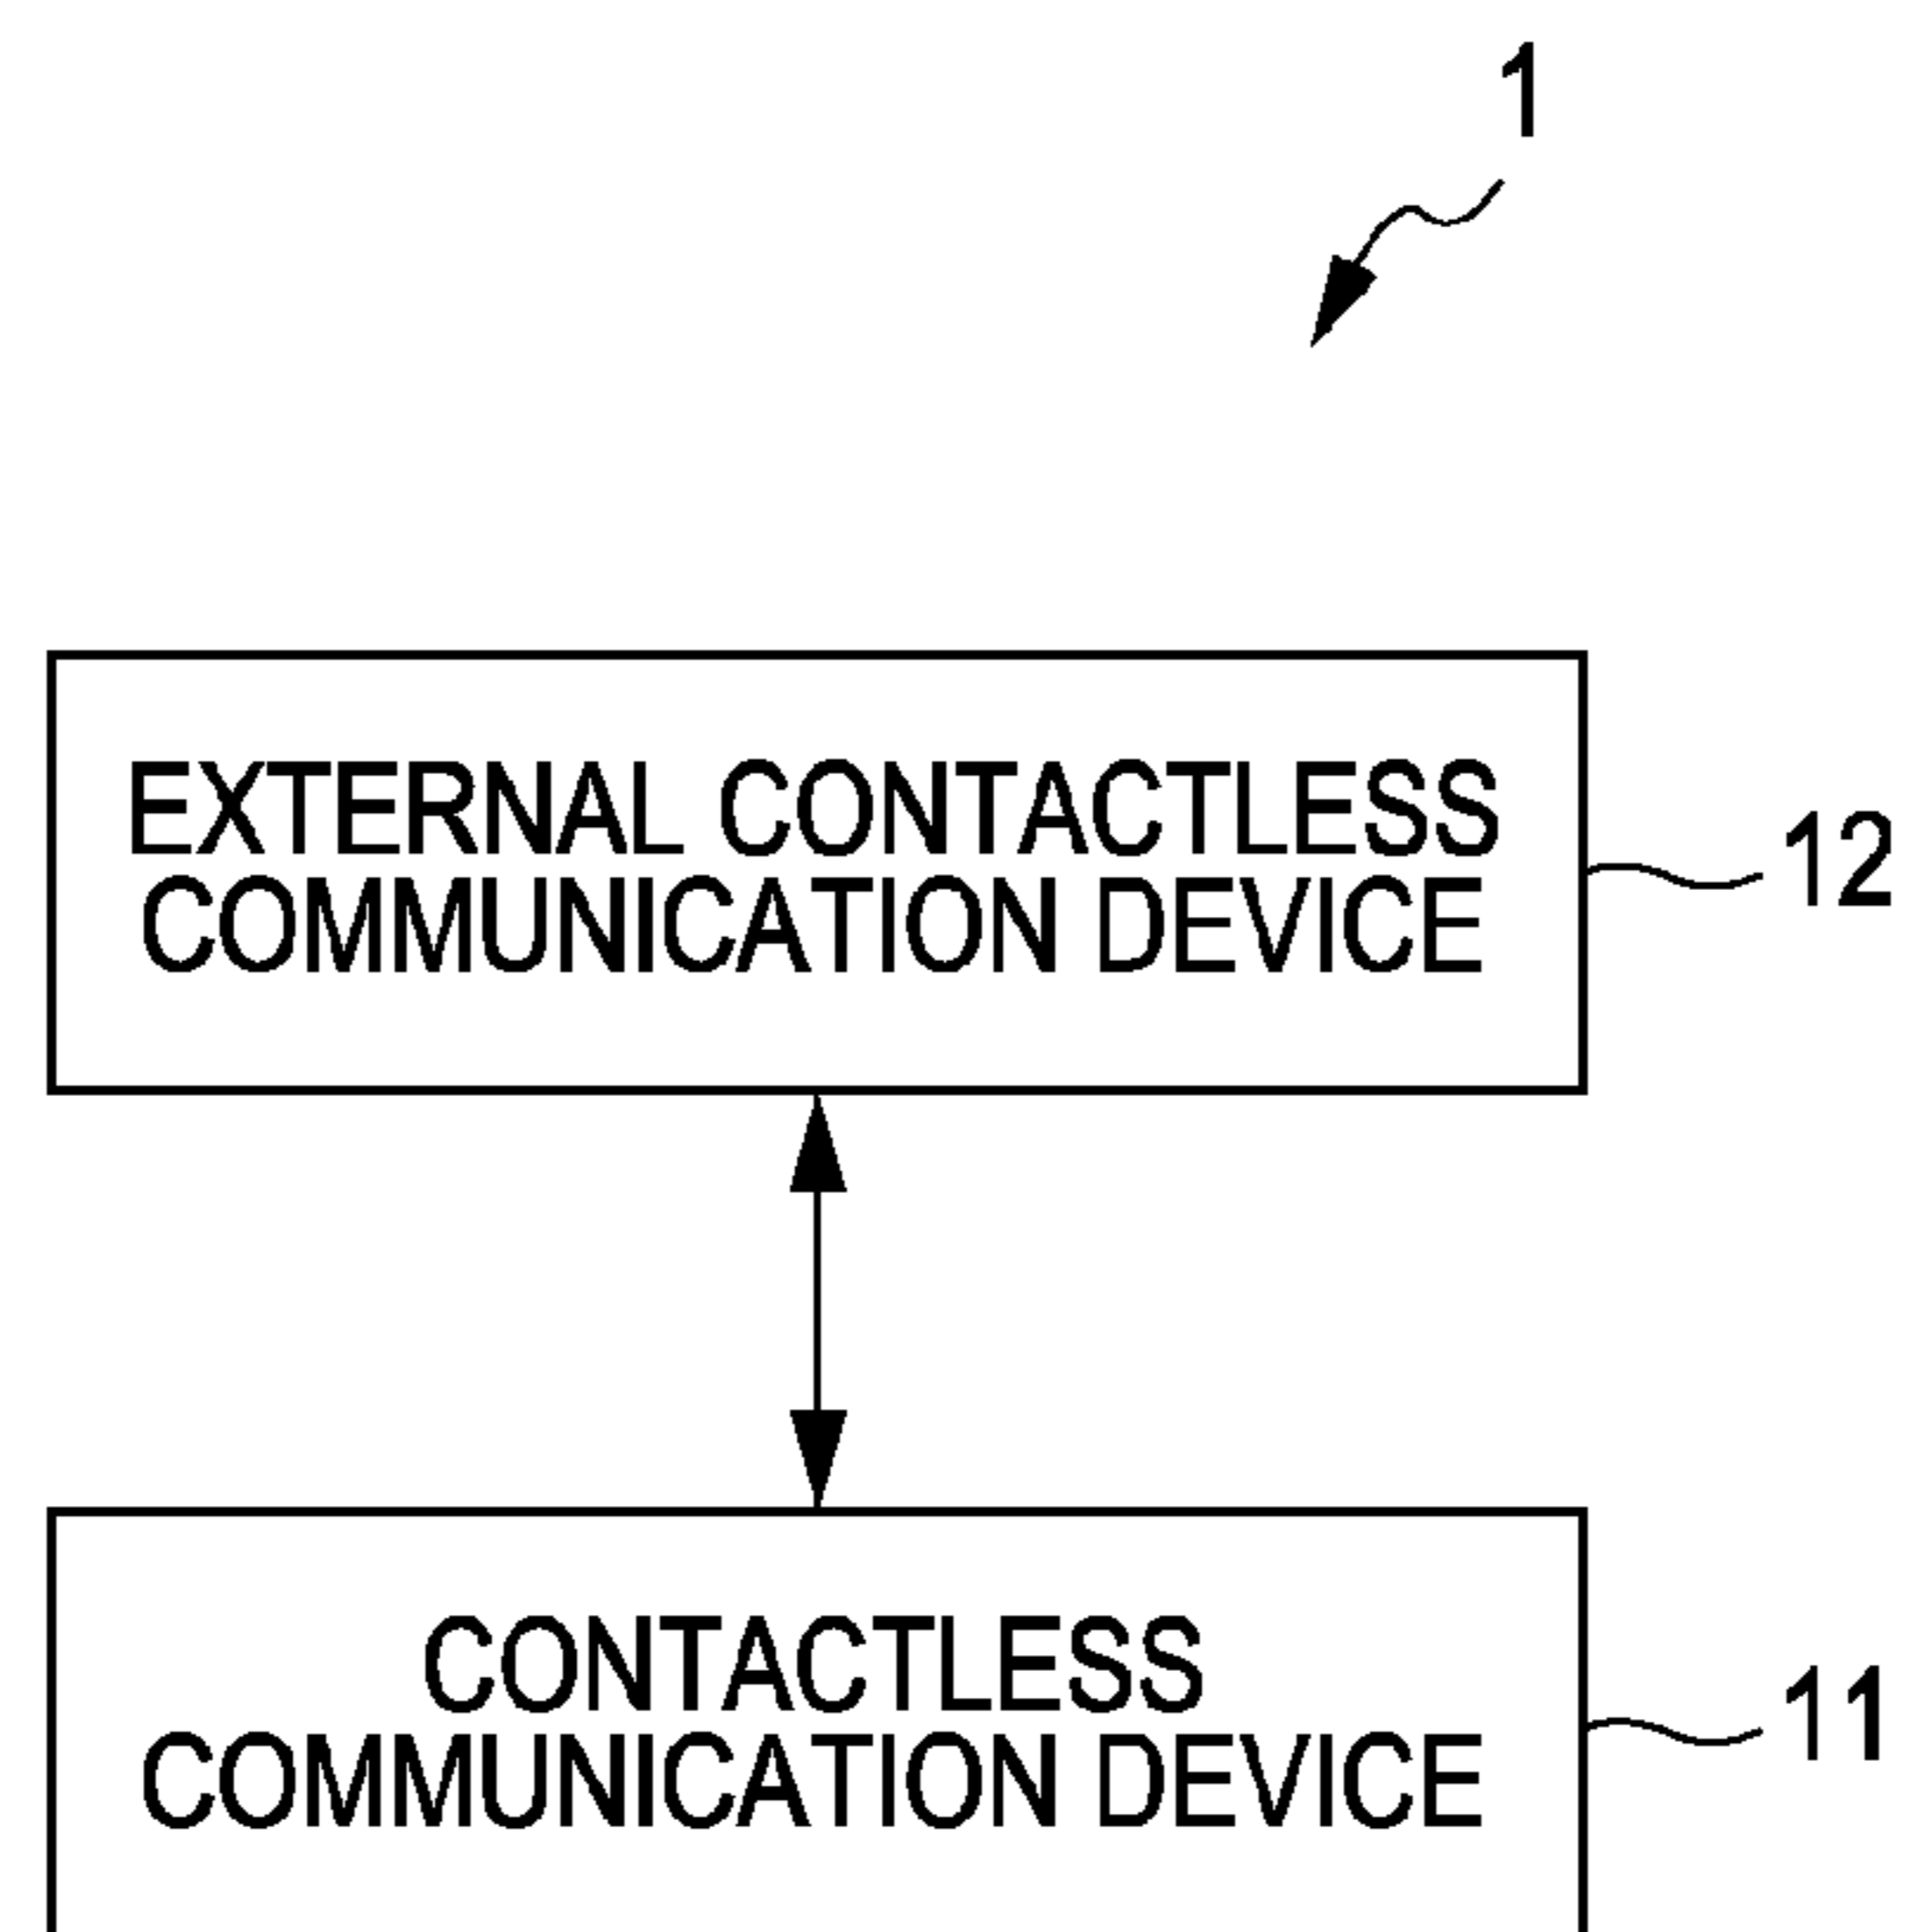 1
EXTERNAL CONTACTLESS
COMMUNICATION DEVICE
12
CONTACTLESS
COMMUNICATION DEVICE
11